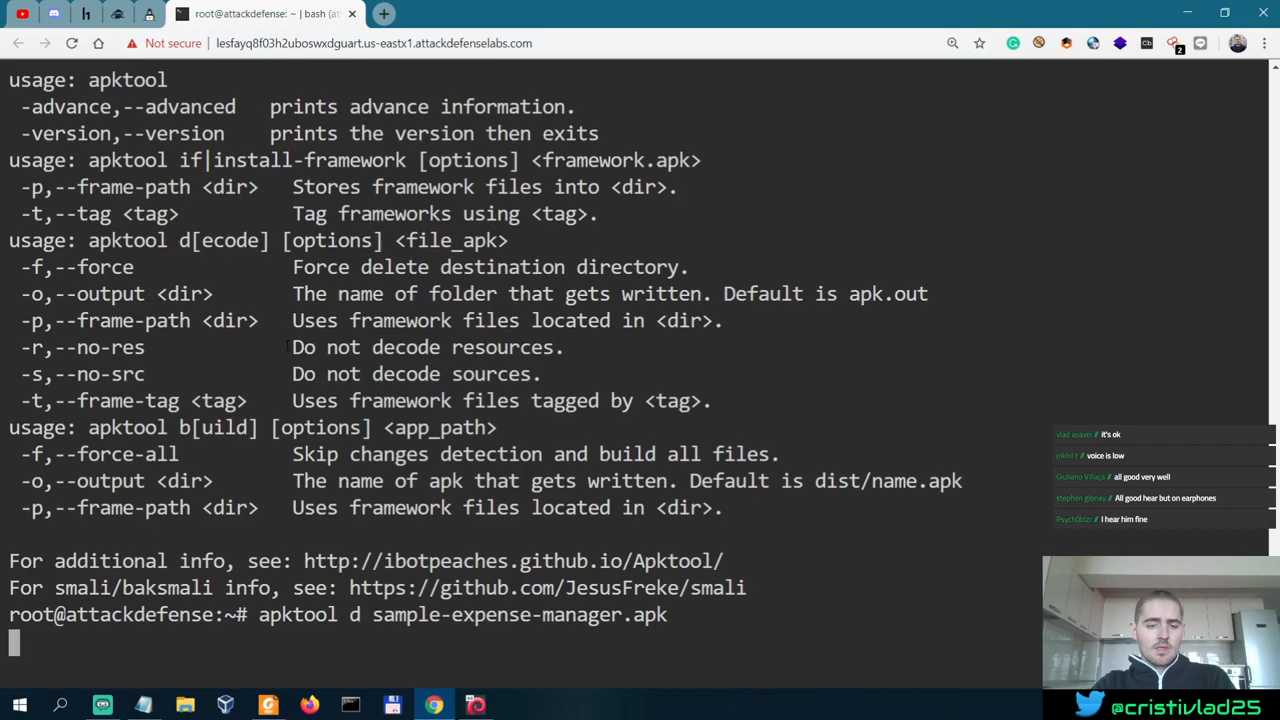 root@attackdefense: ~ | bash (att
Not secure
lesfayq8f03h2uboswxdguart.us-eastx1.attackdefenselabs.com
usage: apktool
-advance,--advanced prints advance information.
-version,--version prints the version then exits
usage: apktool if|install-framework [options] <framework.apk>
-p,--frame-path <dir> Stores framework files into <dir>.
-t,--tag <tag> Tag frameworks using <tag>.
usage: apktool d[ecode] [options] <file_apk>
-f,--force Force delete destination directory.
-o,--output <dir> The name of folder that gets written. Default is apk.out
-p,--frame-path <dir> Uses framework files located in <dir>.
-r,--no-res Do not decode resources.
-s,--no-src Do not decode sources.
-t,--frame-tag <tag> Uses framework files tagged by <tag>.
usage: apktool b[uild] [options] <app_path>
-f,--force-all Skip changes detection and build all files.
-o,--output <dir> The name of apk that gets written. Default is dist/name.apk
-p,--frame-path <dir> Uses framework files located in <dir>.
For additional info, see: http://ibotpeaches.github.io/Apktool/
For smali/baksmali info, see: https://github.com/JesusFreke/smali
root@attackdefense:~# apktool d sample-expense-manager.apk
vlad asavei // it's ok
nikhil t // voice is low
Giuliano Villaça // all good very well
stephen gibney // All good hear but on earphones
Psych0bl2r // I hear him fine
@cristivlad25